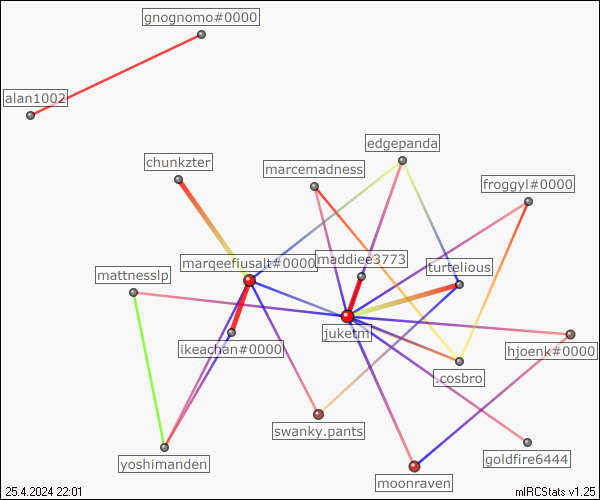 gnognomo#0000
alan1002
edgepanda
chunkzter
marcemadness
froggyl#0000
maddiee3773
marqeefiusalt#0000
turtelious
mattnesslp
juketm
ikeachan#0000
hjoenk#0000
.cosbro
swanky.pants
goldfire6444
yoshimanden
moonraven
25.4.2024 22:01
mIRCStats v1.25